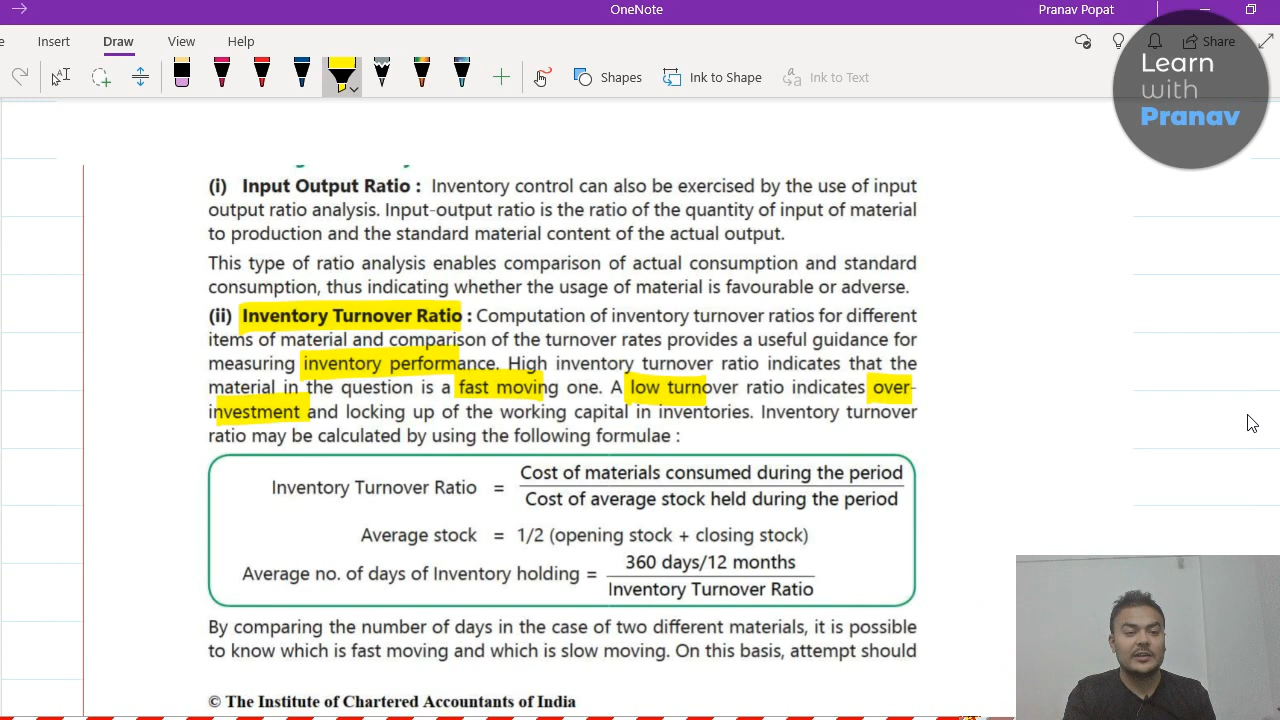 OneNote
Pranav Popat
Insert Draw View Help
Share
Shapes
Ink to Shape
Ink to Text
Learn
with
Pranav
(i) Input Output Ratio : Inventory control can also be exercised by the use of input
output ratio analysis. Input-output ratio is the ratio of the quantity of input of material
to production and the standard material content of the actual output.
This type of ratio analysis enables comparison of actual consumption and standard
consumption, thus indicating whether the usage of material is favourable or adverse.
(ii) Inventory Turnover Ratio : Computation of inventory turnover ratios for different
items of material and comparison of the turnover rates provides a useful guidance for
measuring inventory performance. High inventory turnover ratio indicates that the
material in the question is a fast moving one. A low turnover ratio indicates over-
investment and locking up of the working capital in inventories. Inventory turnover
ratio may be calculated by using the following formulae :
Inventory Turnover Ratio = Cost of materials consumed during the period
Cost of average stock held during the period
Average stock = 1/2 (opening stock + closing stock)
Average no. of days of Inventory holding = 360 days/12 months
Inventory Turnover Ratio
By comparing the number of days in the case of two different materials, it is possible
to know which is fast moving and which is slow moving. On this basis, attempt should
© The Institute of Chartered Accountants of India